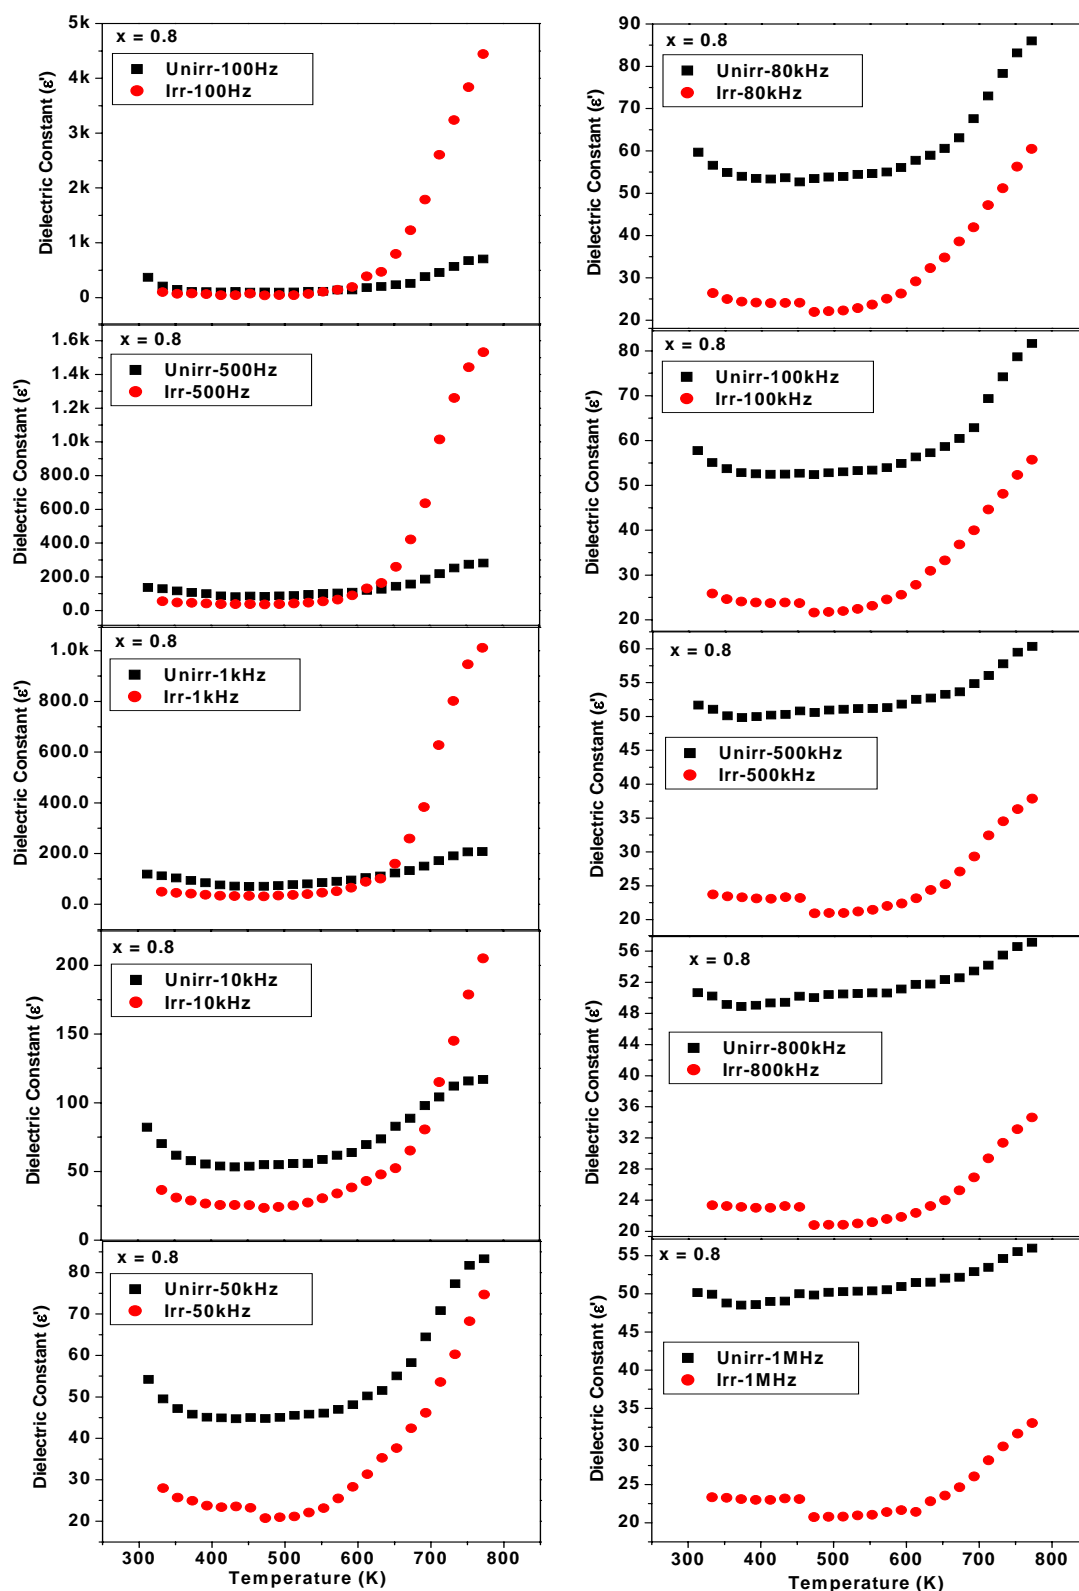 x = 0.8
Unirr-100Hz
Irr-100Hz
Dielectric Constant (ε')
5k
4k
3k
2k
1k
0
x = 0.8
Unirr-500Hz
Irr-500Hz
Dielectric Constant (ε')
1.6k
1.4k
1.2k
1.0k
800.0
600.0
400.0
200.0
0.0
x = 0.8
Unirr-1kHz
Irr-1kHz
Dielectric Constant (ε')
1.0k
800.0
600.0
400.0
200.0
0.0
x = 0.8
Unirr-10kHz
Irr-10kHz
Dielectric Constant (ε')
200
150
100
50
0
x = 0.8
Unirr-50kHz
Irr-50kHz
Dielectric Constant (ε')
80
70
60
50
40
30
20
300 400 500 600 700 800
Temperature (K)
x = 0.8
Unirr-80kHz
Irr-80kHz
Dielectric Constant (ε')
90
80
70
60
50
40
30
20
x = 0.8
Unirr-100kHz
Irr-100kHz
Dielectric Constant (ε')
80
70
60
50
40
30
20
x = 0.8
Unirr-500kHz
Irr-500kHz
Dielectric Constant (ε')
60
55
50
45
40
35
30
25
20
x = 0.8
Unirr-800kHz
Irr-800kHz
Dielectric Constant (ε')
56
52
48
44
40
36
32
28
24
20
x = 0.8
Unirr-1MHz
Irr-1MHz
Dielectric Constant (ε')
55
50
45
40
35
30
25
20
300 400 500 600 700 800
Temperature (K)